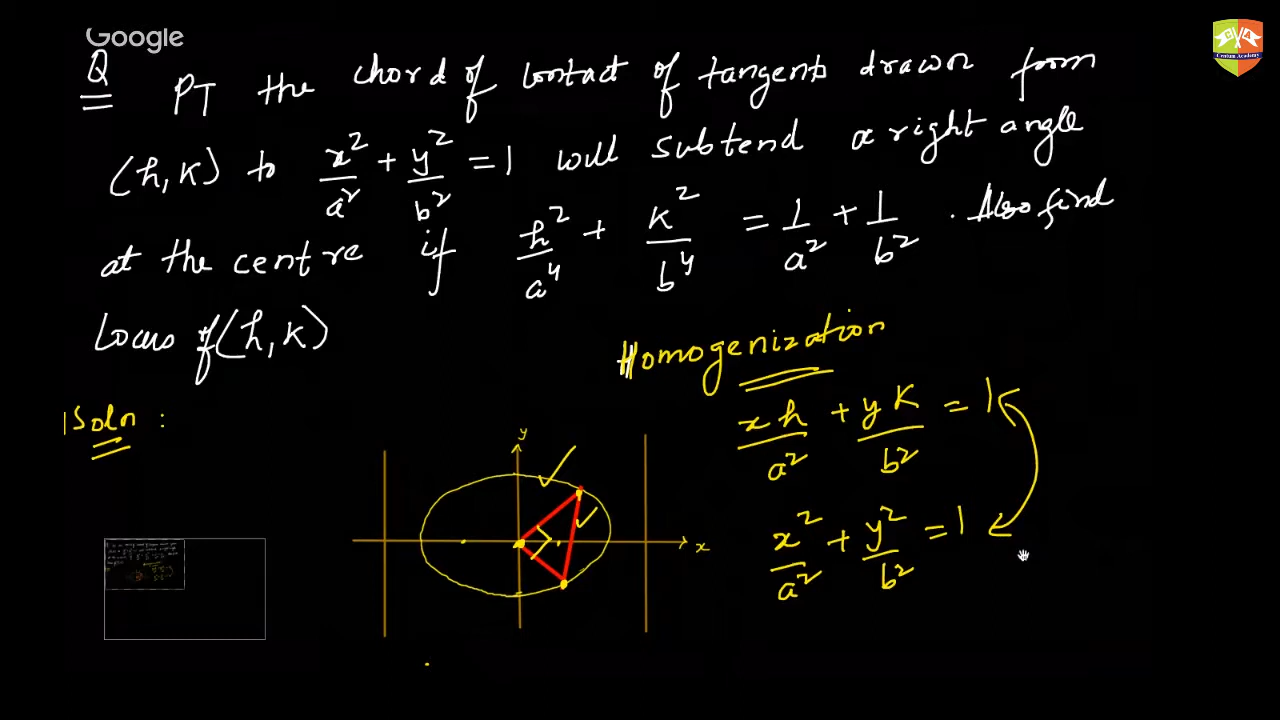 Google
Q PT the chord of contact of tangents drawn from
(h,k) to x²/a² + y²/b² = 1 will subtend a right angle
at the centre if h²/a⁴ + k²/b⁴ = 1/a² + 1/b² . Also find
Locus of (h,k)
Homogenization
Soln :
xh/a² + yk/b² = 1
x²/a² + y²/b² = 1
y
x